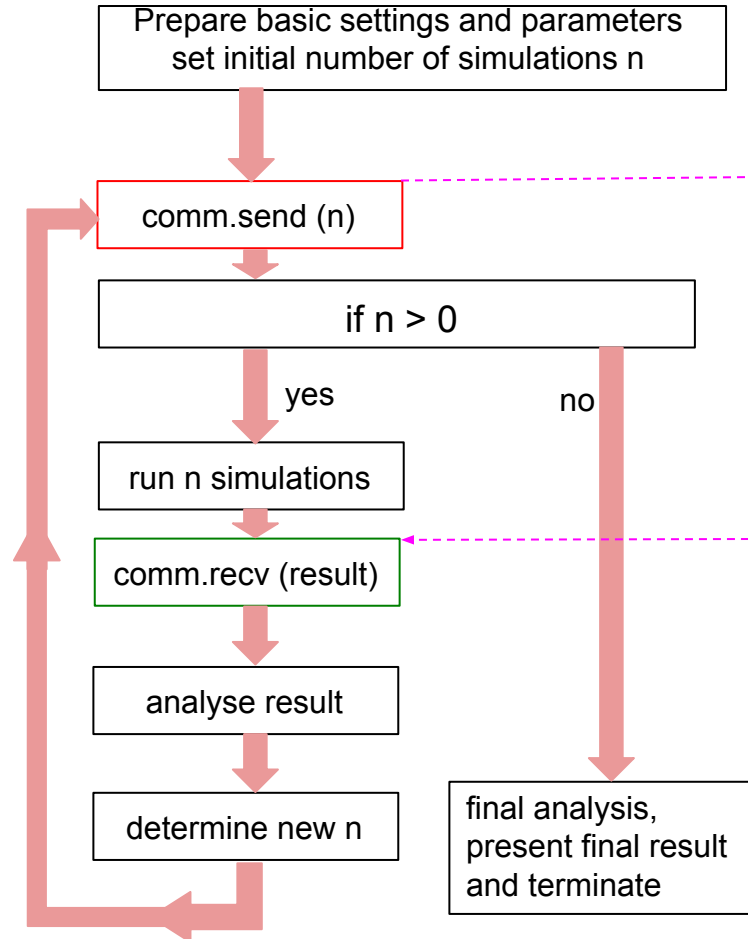 Prepare basic settings and parameters
set initial number of simulations n
comm.send (n)
if n > 0
yes
no
run n simulations
comm.recv (result)
analyse result
determine new n
final analysis,
present final result
and terminate